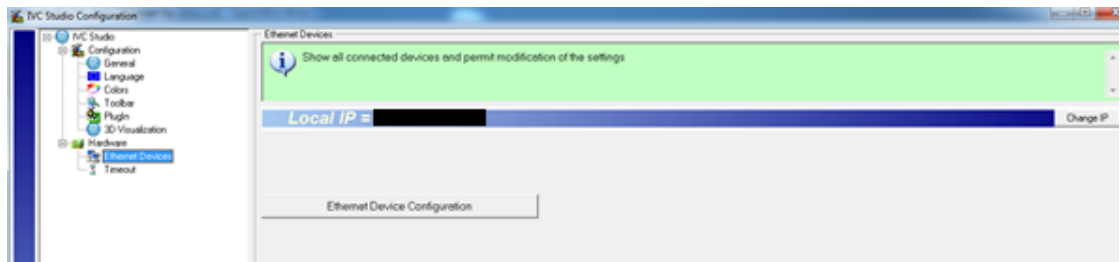 IVC Studio Configuration
IVC Studio
Configuration
General
Language
Colors
Toolbar
PlugIn
3D Visualization
Hardware
Ethernet Devices
Timeout
Ethernet Devices
Show all connected devices and permit modification of the settings
Local IP =
Change IP
Ethernet Device Configuration